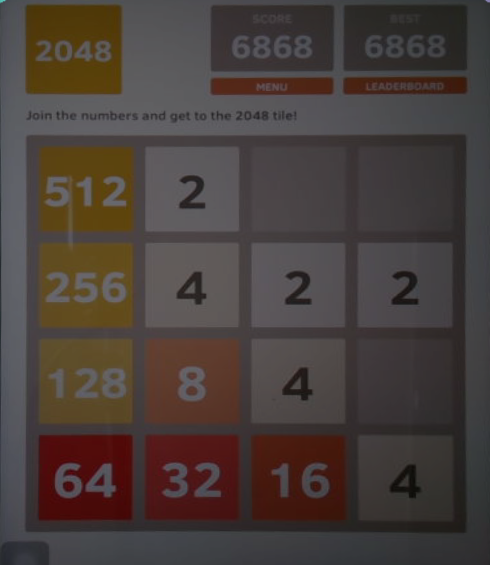 2048
SCORE
6868
BEST
6868
MENU
LEADERBOARD
Join the numbers and get to the 2048 tile!
512 2
256 4 2 2
128 8 4
64 32 16 4